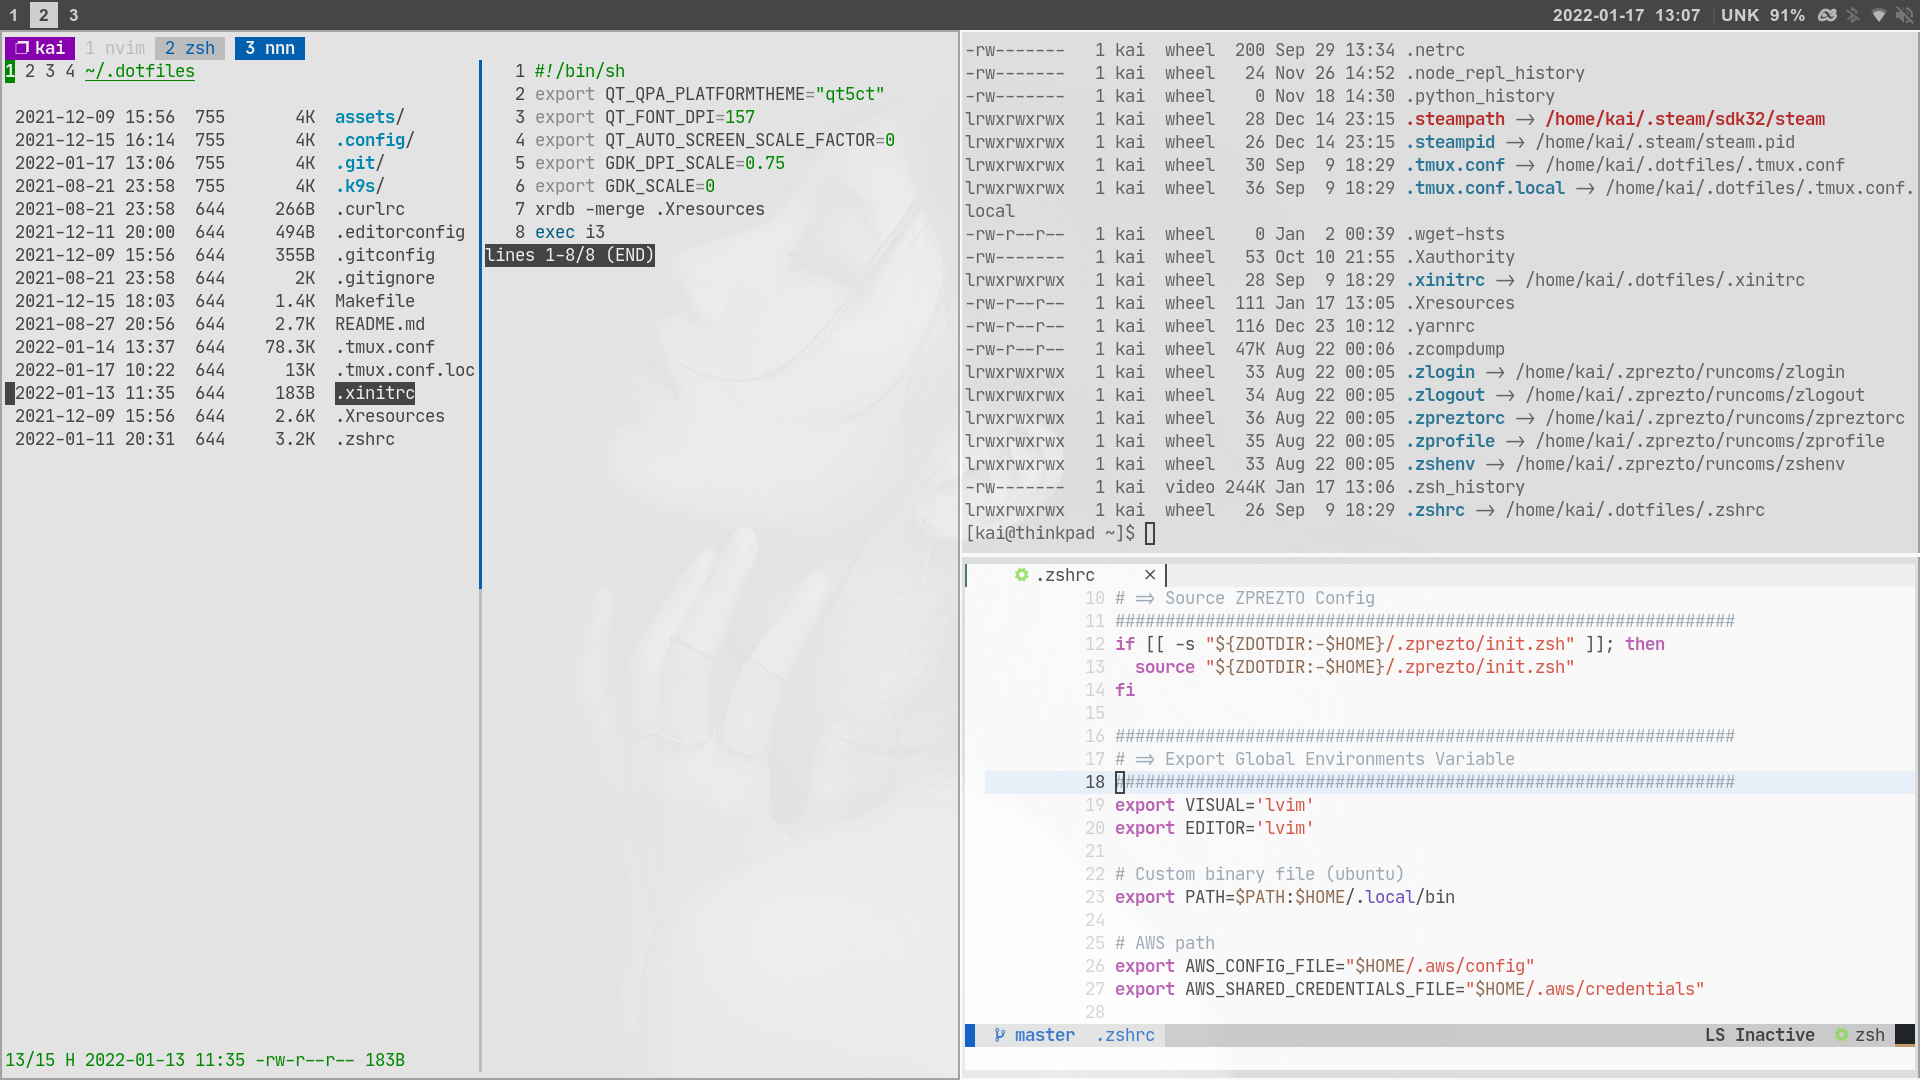 1 2 3
2022-01-17 13:07 UNK 91%
kai 1 nvim 2 zsh 3 nnn
1 2 3 4 ~/.dotfiles
2021-12-09 15:56 755 4K assets/
2021-12-15 16:14 755 4K .config/
2022-01-17 13:06 755 4K .git/
2021-08-21 23:58 755 4K .k9s/
2021-08-21 23:58 644 266B .curlrc
2021-12-11 20:00 644 494B .editorconfig
2021-12-09 15:56 644 355B .gitconfig
2021-08-21 23:58 644 2K .gitignore
2021-12-15 18:03 644 1.4K Makefile
2021-08-27 20:56 644 2.7K README.md
2022-01-14 13:37 644 78.3K .tmux.conf
2022-01-17 10:22 644 13K .tmux.conf.loc
2022-01-13 11:35 644 183B .xinitrc
2021-12-09 15:56 644 2.6K .Xresources
2022-01-11 20:31 644 3.2K .zshrc
13/15 H 2022-01-13 11:35 -rw-r--r-- 183B
1 #!/bin/sh
2 export QT_QPA_PLATFORMTHEME="qt5ct"
3 export QT_FONT_DPI=157
4 export QT_AUTO_SCREEN_SCALE_FACTOR=0
5 export GDK_DPI_SCALE=0.75
6 export GDK_SCALE=0
7 xrdb -merge .Xresources
8 exec i3
lines 1-8/8 (END)
-rw------- 1 kai wheel 200 Sep 29 13:34 .netrc
-rw------- 1 kai wheel 24 Nov 26 14:52 .node_repl_history
-rw------- 1 kai wheel 0 Nov 18 14:30 .python_history
lrwxrwxrwx 1 kai wheel 28 Dec 14 23:15 .steampath -> /home/kai/.steam/sdk32/steam
lrwxrwxrwx 1 kai wheel 26 Dec 14 23:15 .steampid -> /home/kai/.steam/steam.pid
lrwxrwxrwx 1 kai wheel 30 Sep 9 18:29 .tmux.conf -> /home/kai/.dotfiles/.tmux.conf
lrwxrwxrwx 1 kai wheel 36 Sep 9 18:29 .tmux.conf.local -> /home/kai/.dotfiles/.tmux.conf.
local
-rw-r--r-- 1 kai wheel 0 Jan 2 00:39 .wget-hsts
-rw------- 1 kai wheel 53 Oct 10 21:55 .Xauthority
lrwxrwxrwx 1 kai wheel 28 Sep 9 18:29 .xinitrc -> /home/kai/.dotfiles/.xinitrc
-rw-r--r-- 1 kai wheel 111 Jan 17 13:05 .Xresources
-rw-r--r-- 1 kai wheel 116 Dec 23 10:12 .yarnrc
-rw-r--r-- 1 kai wheel 47K Aug 22 00:06 .zcompdump
lrwxrwxrwx 1 kai wheel 33 Aug 22 00:05 .zlogin -> /home/kai/.zprezto/runcoms/zlogin
lrwxrwxrwx 1 kai wheel 34 Aug 22 00:05 .zlogout -> /home/kai/.zprezto/runcoms/zlogout
lrwxrwxrwx 1 kai wheel 36 Aug 22 00:05 .zpreztorc -> /home/kai/.zprezto/runcoms/zpreztorc
lrwxrwxrwx 1 kai wheel 35 Aug 22 00:05 .zprofile -> /home/kai/.zprezto/runcoms/zprofile
lrwxrwxrwx 1 kai wheel 33 Aug 22 00:05 .zshenv -> /home/kai/.zprezto/runcoms/zshenv
-rw------- 1 kai video 244K Jan 17 13:06 .zsh_history
lrwxrwxrwx 1 kai wheel 26 Sep 9 18:29 .zshrc -> /home/kai/.dotfiles/.zshrc
[kai@thinkpad ~]$
.zshrc ×
10 # => Source ZPREZTO Config
11 ##############################################################
12 if [[ -s "${ZDOTDIR:-$HOME}/.zprezto/init.zsh" ]]; then
13 source "${ZDOTDIR:-$HOME}/.zprezto/init.zsh"
14 fi
15
16 ##############################################################
17 # => Export Global Environments Variable
18 ##############################################################
19 export VISUAL='lvim'
20 export EDITOR='lvim'
21
22 # Custom binary file (ubuntu)
23 export PATH=$PATH:$HOME/.local/bin
24
25 # AWS path
26 export AWS_CONFIG_FILE="$HOME/.aws/config"
27 export AWS_SHARED_CREDENTIALS_FILE="$HOME/.aws/credentials"
28
master .zshrc LS Inactive zsh